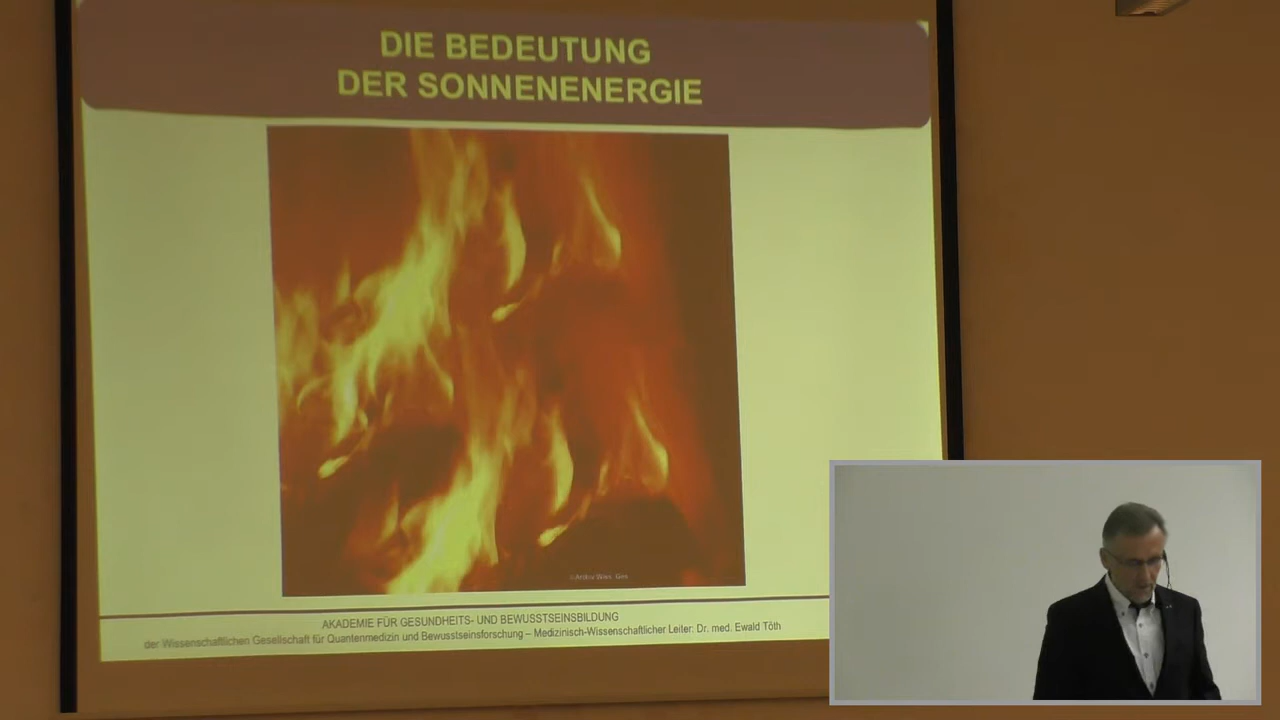 DIE BEDEUTUNG
DER SONNENENERGIE
AKADEMIE FÜR GESUNDHEITS- UND BEWUSSTSEINSBILDUNG
der Wissenschaftlichen Gesellschaft für Quantenmedizin und Bewusstseinsforschung – Medizinisch-Wissenschaftlicher Leiter: Dr. med. Ewald Töth